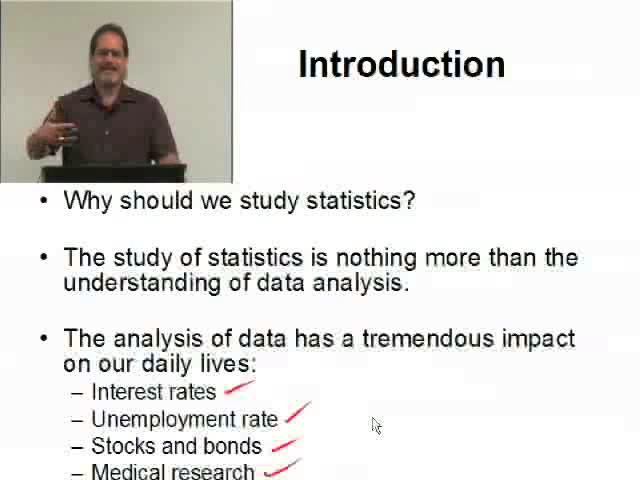 Introduction
• Why should we study statistics?
• The study of statistics is nothing more than the
understanding of data analysis.
• The analysis of data has a tremendous impact
on our daily lives:
– Interest rates
– Unemployment rate
– Stocks and bonds
– Medical research